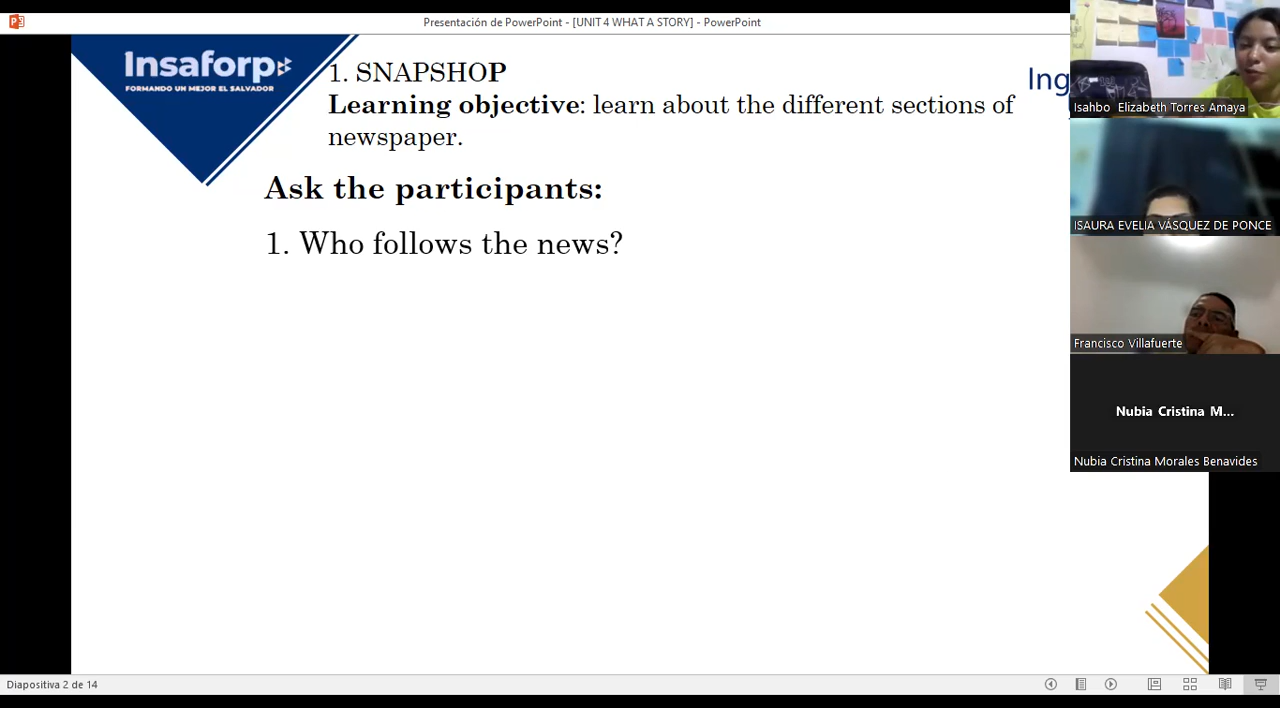 Presentación de PowerPoint - [UNIT 4 WHAT A STORY] - PowerPoint
Insaforp
FORMANDO UN MEJOR EL SALVADOR
1. SNAPSHOP
Learning objective: learn about the different sections of
newspaper.
Ing
Ask the participants:
1. Who follows the news?
Isahbo Elizabeth Torres Amaya
ISAURA EVELIA VÁSQUEZ DE PONCE
Francisco Villafuerte
Nubia Cristina M...
Nubia Cristina Morales Benavides
Diapositiva 2 de 14